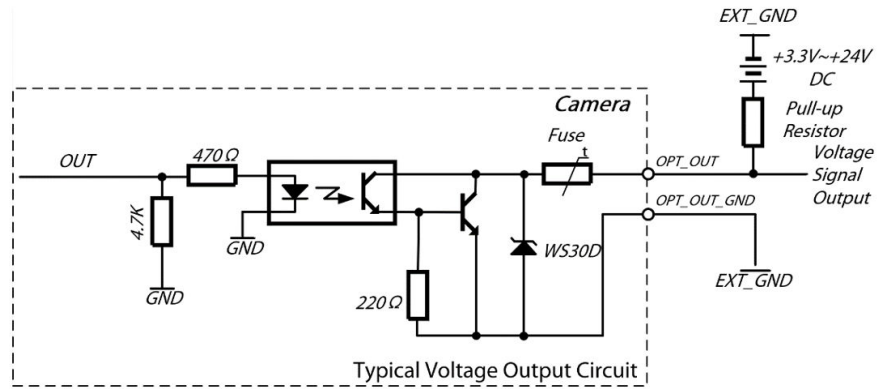 EXT_GND
+3.3V~+24V
DC
Camera
Pull-up
Resistor
Fuse
t
OUT
470Ω
OPT_OUT
Voltage
Signal
Output
4.7K
OPT_OUT_GND
GND
WS30D
GND
220Ω
EXT_GND
Typical Voltage Output Circuit